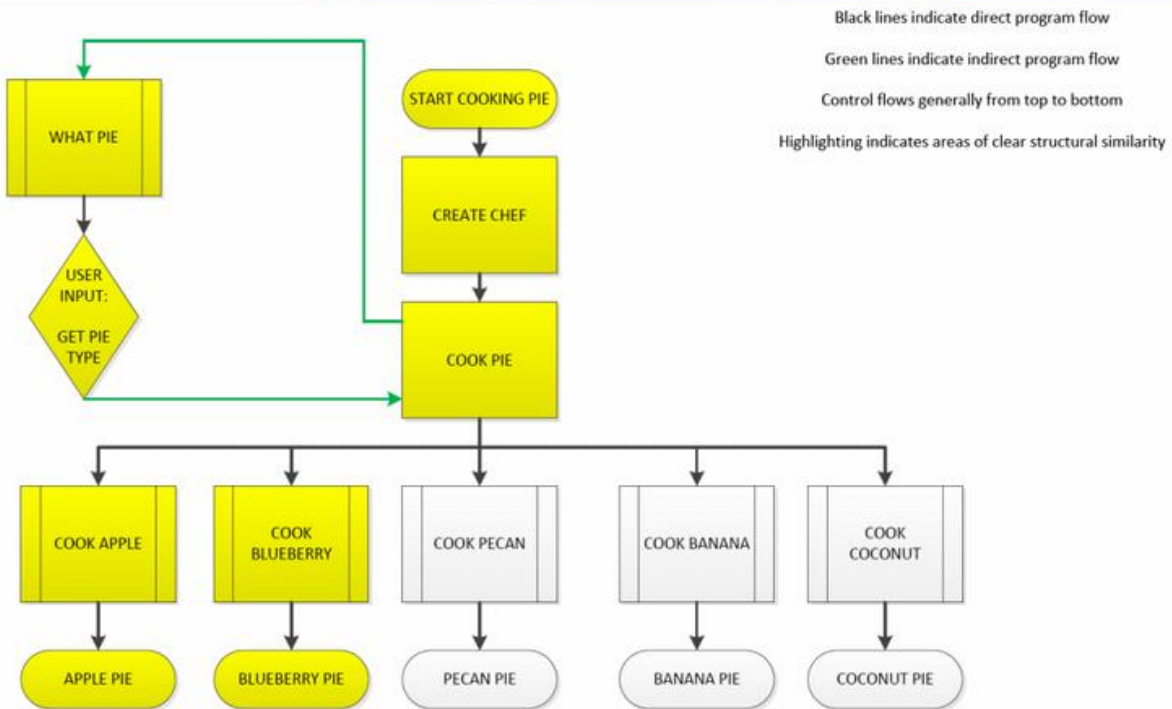 Black lines indicate direct program flow
Green lines indicate indirect program flow
Control flows generally from top to bottom
Highlighting indicates areas of clear structural similarity
START COOKING PIE
WHAT PIE
CREATE CHEF
USER
INPUT:
GET PIE
TYPE
COOK PIE
COOK APPLE
COOK
BLUEBERRY
COOK PECAN
COOK BANANA
COOK
COCONUT
APPLE PIE
BLUEBERRY PIE
PECAN PIE
BANANA PIE
COCONUT PIE